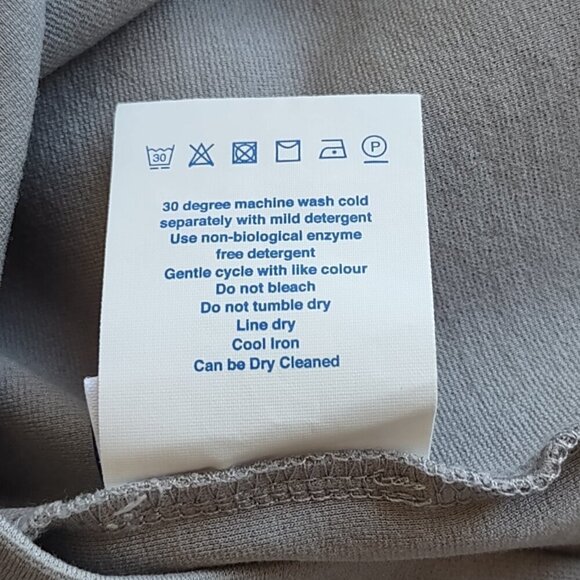 30 P
30 degree machine wash cold
separately with mild detergent
Use non-biological enzyme
free detergent
Gentle cycle with like colour
Do not bleach
Do not tumble dry
Line dry
Cool Iron
Can be Dry Cleaned